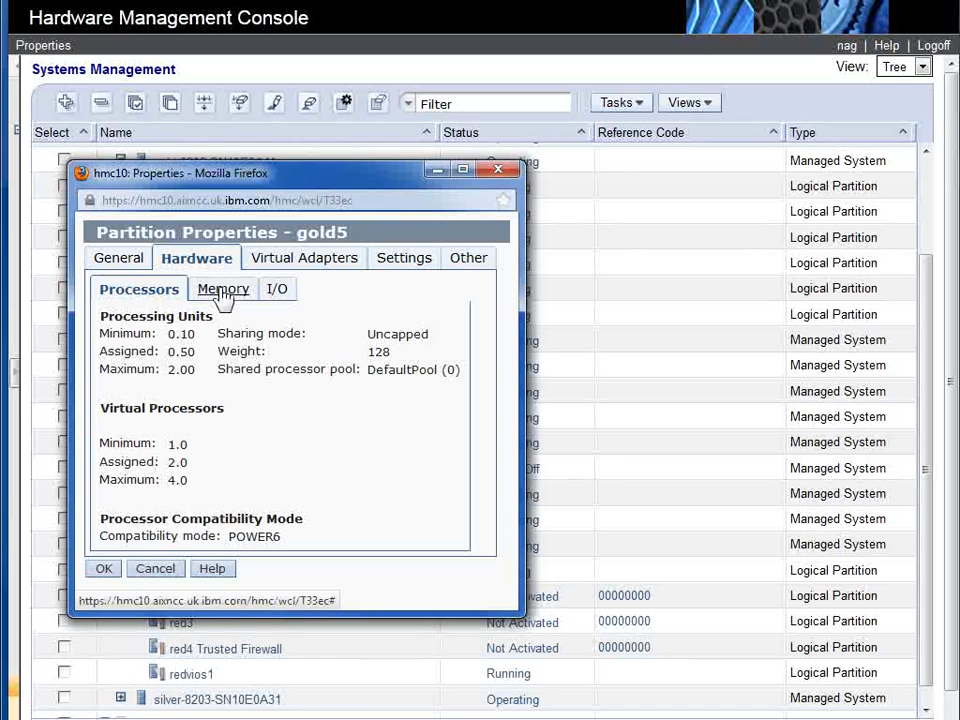 Hardware Management Console
Properties nag | Help | Logoff
Systems Management View: Tree
Filter Tasks Views
Select Name Status Reference Code Type
Managed System
hmc10: Properties - Mozilla Firefox
Logical Partition
https://hmc10.aixncc.uk.ibm.com/hmc/wcl/T33ec
Logical Partition
Partition Properties - gold5
Logical Partition
General Hardware Virtual Adapters Settings Other
Logical Partition
Processors Memory I/O
Logical Partition
Processing Units
Logical Partition
Minimum: 0.10 Sharing mode: Uncapped
Managed System
Assigned: 0.50 Weight: 128
Maximum: 2.00 Shared processor pool: DefaultPool (0)
Managed System
Managed System
Virtual Processors
Managed System
Minimum: 1.0
Managed System
Assigned: 2.0
Off Managed System
Maximum: 4.0
Managed System
Processor Compatibility Mode
Managed System
Compatibility mode: POWER6
Managed System
OK Cancel Help
Logical Partition
https://hmc10.aixncc.uk.ibm.com/hmc/wcl/T33ec#
00000000 Logical Partition
red3 Not Activated Logical Partition
red4 Trusted Firewall Not Activated 00000000 Logical Partition
redvios1 Running Logical Partition
silver-8203-SN10E0A31 Operating Managed System